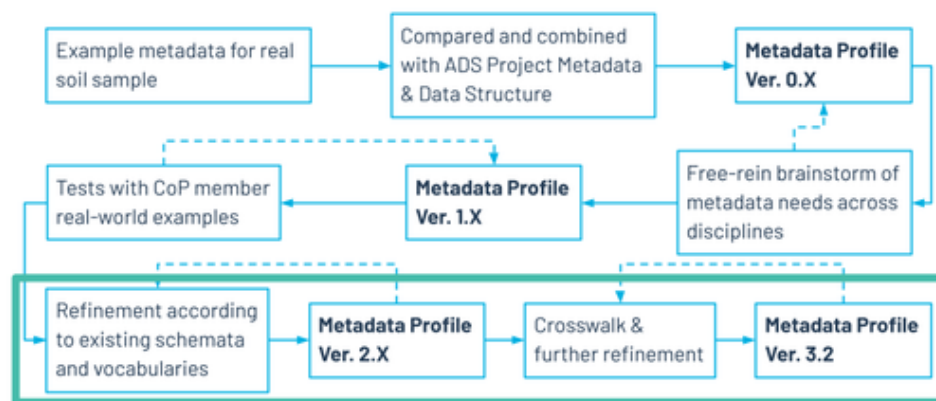 Example metadata for real
soil sample
Compared and combined
with ADS Project Metadata
& Data Structure
Metadata Profile
Ver. 0.X
Free-rein brainstorm of
metadata needs across
disciplines
Metadata Profile
Ver. 1.X
Tests with CoP member
real-world examples
Refinement according
to existing schemata
and vocabularies
Metadata Profile
Ver. 2.X
Crosswalk &
further refinement
Metadata Profile
Ver. 3.2